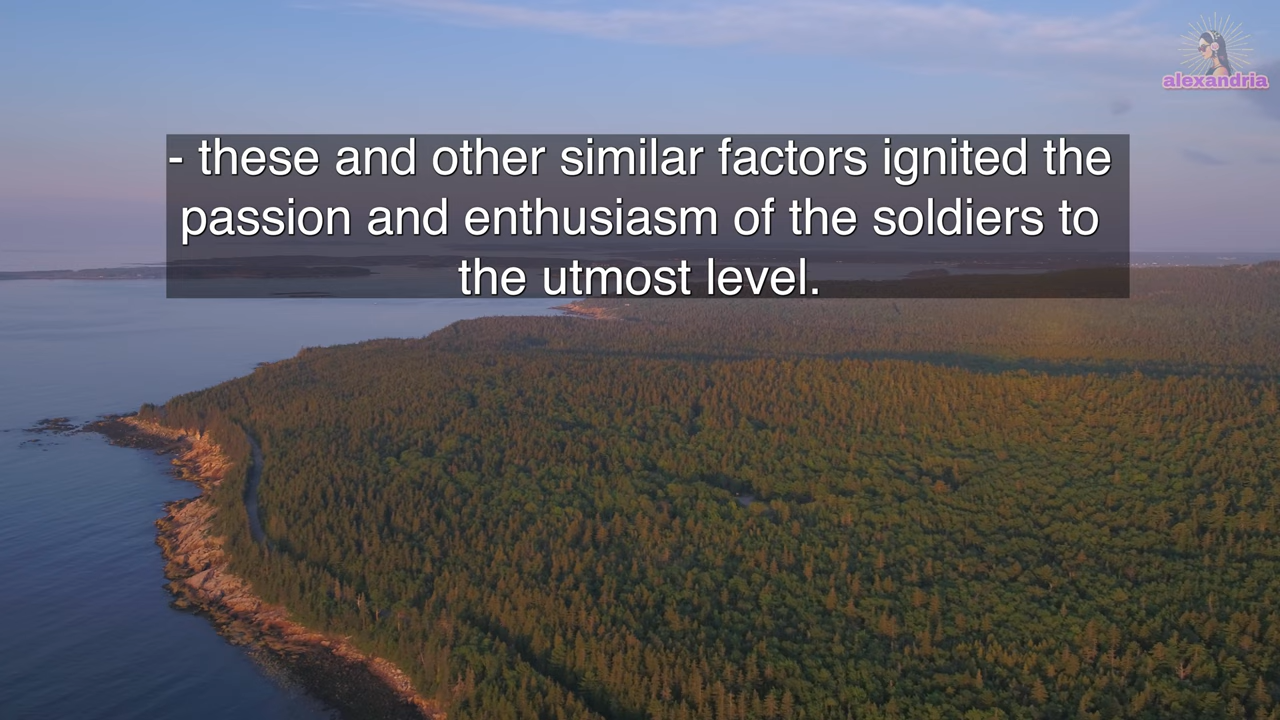 alexandria
- these and other similar factors ignited the
passion and enthusiasm of the soldiers to
the utmost level.